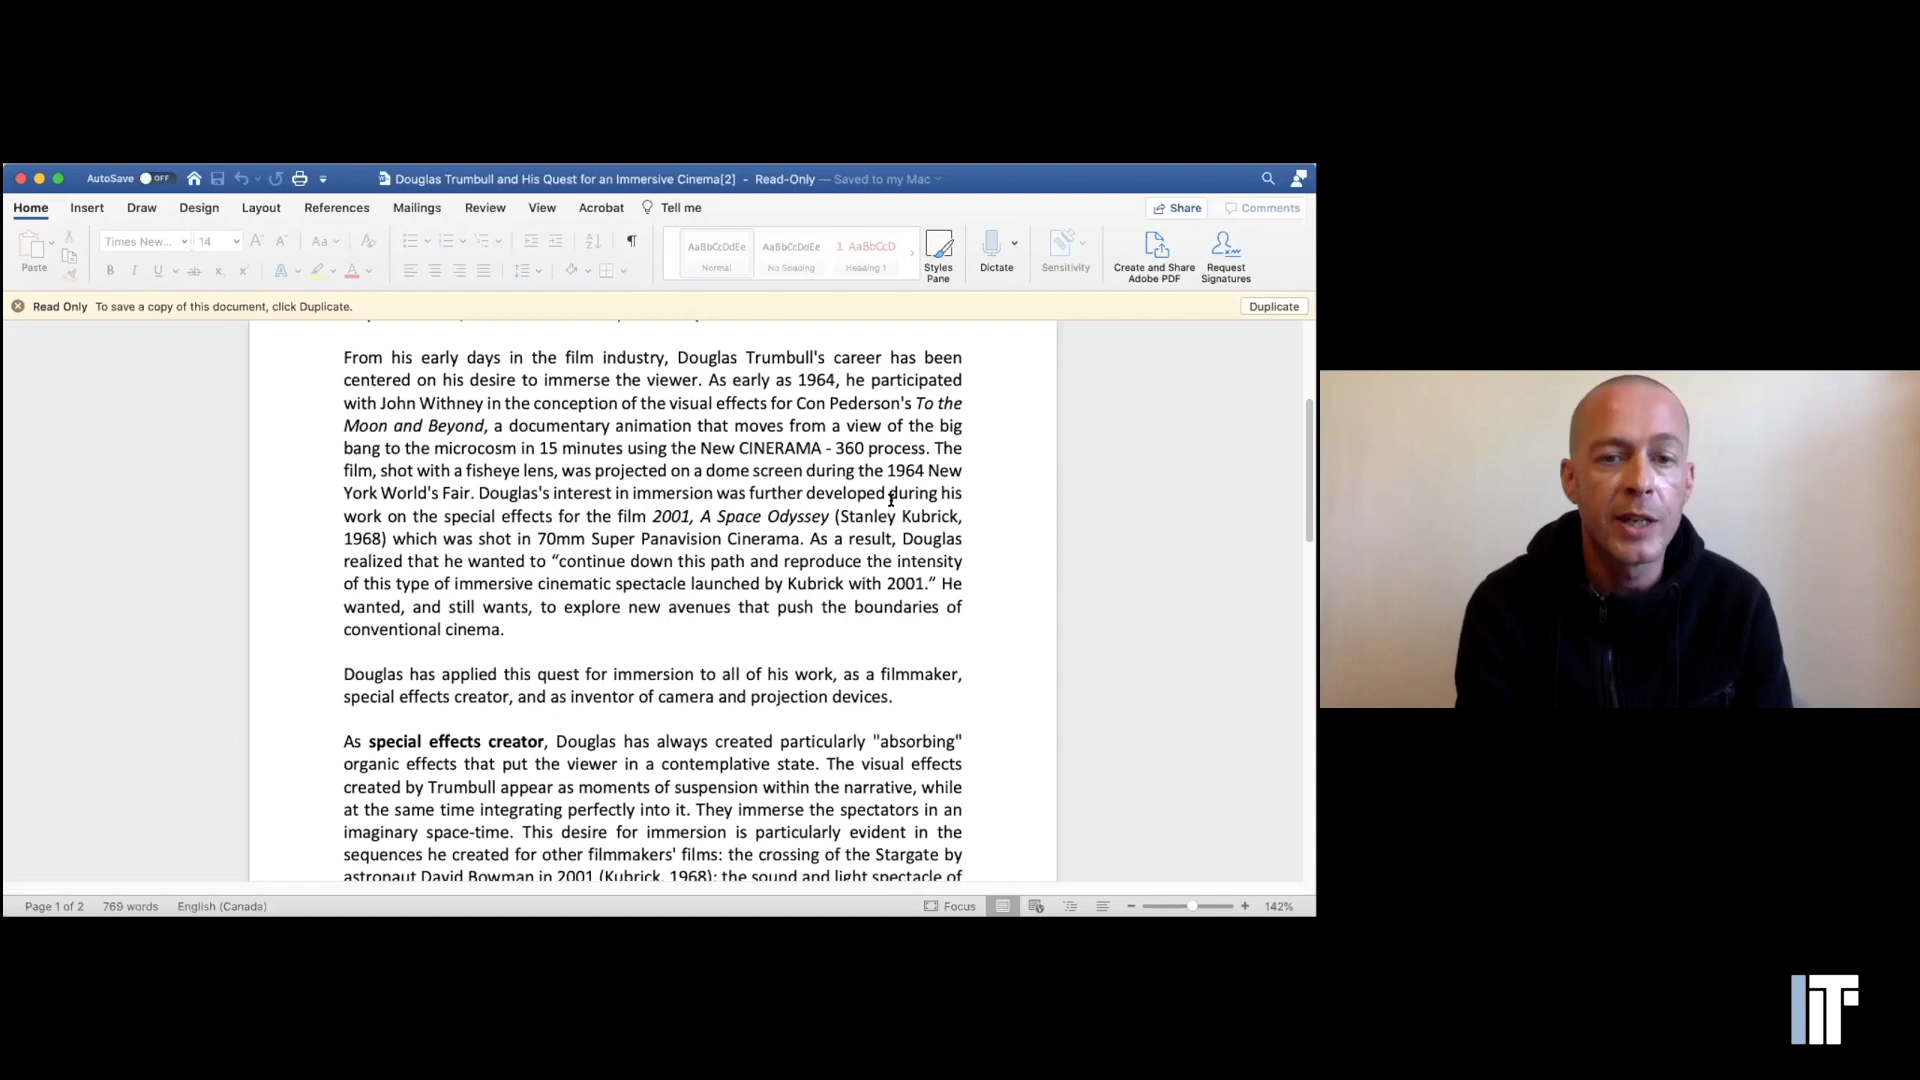 AutoSave OFF
Douglas Trumbull and His Quest for an Immersive Cinema[2] - Read-Only — Saved to my Mac
Home Insert Draw Design Layout References Mailings Review View Acrobat Tell me
Share Comments
Paste
Times New... 14
Aa
B I U ab x x A A
AaBbCcDdEe AaBbCcDdEe 1 AaBbCcD
Normal No Spacing Heading 1
Styles Pane
Dictate
Sensitivity
Create and Share Adobe PDF
Request Signatures
Read Only To save a copy of this document, click Duplicate.
Duplicate
From his early days in the film industry, Douglas Trumbull's career has been
centered on his desire to immerse the viewer. As early as 1964, he participated
with John Withney in the conception of the visual effects for Con Pederson's To the
Moon and Beyond, a documentary animation that moves from a view of the big
bang to the microcosm in 15 minutes using the New CINERAMA - 360 process. The
film, shot with a fisheye lens, was projected on a dome screen during the 1964 New
York World's Fair. Douglas's interest in immersion was further developed during his
work on the special effects for the film 2001, A Space Odyssey (Stanley Kubrick,
1968) which was shot in 70mm Super Panavision Cinerama. As a result, Douglas
realized that he wanted to “continue down this path and reproduce the intensity
of this type of immersive cinematic spectacle launched by Kubrick with 2001.” He
wanted, and still wants, to explore new avenues that push the boundaries of
conventional cinema.
Douglas has applied this quest for immersion to all of his work, as a filmmaker,
special effects creator, and as inventor of camera and projection devices.
As special effects creator, Douglas has always created particularly "absorbing"
organic effects that put the viewer in a contemplative state. The visual effects
created by Trumbull appear as moments of suspension within the narrative, while
at the same time integrating perfectly into it. They immerse the spectators in an
imaginary space-time. This desire for immersion is particularly evident in the
sequences he created for other filmmakers' films: the crossing of the Stargate by
astronaut David Bowman in 2001 (Kubrick, 1968); the sound and light spectacle of
Page 1 of 2 769 words English (Canada)
Focus
142%